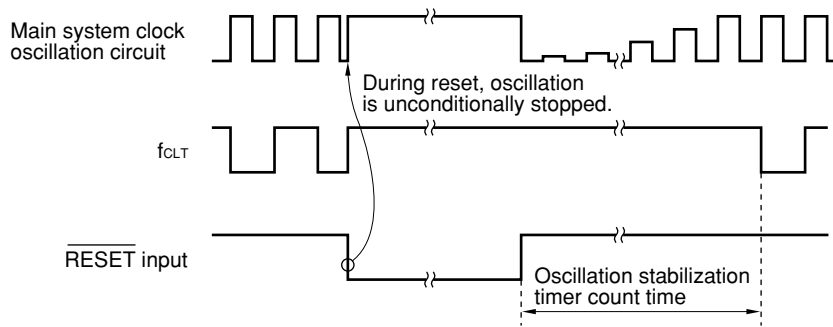 Main system clock
oscillation circuit
During reset, oscillation
is unconditionally stopped.
fCLT
RESET input
Oscillation stabilization
timer count time